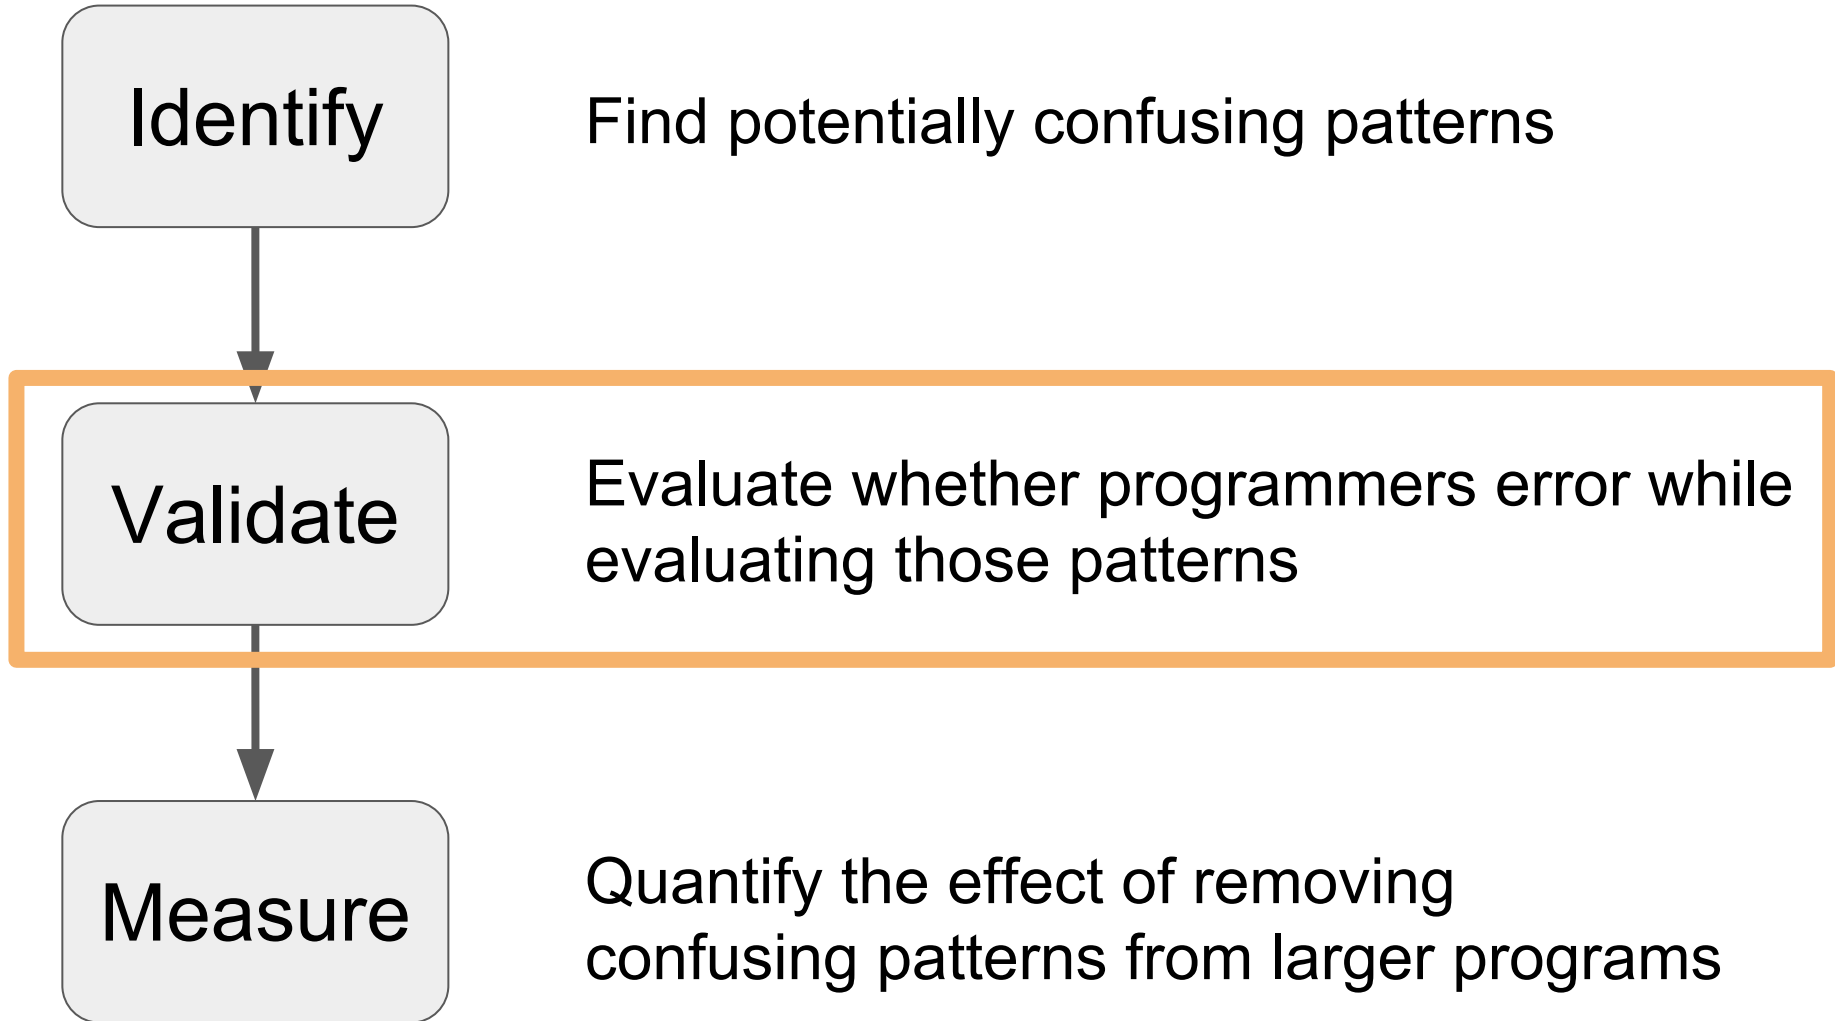 Identify
Find potentially confusing patterns
Validate
Evaluate whether programmers error while
evaluating those patterns
Measure
Quantify the effect of removing
confusing patterns from larger programs